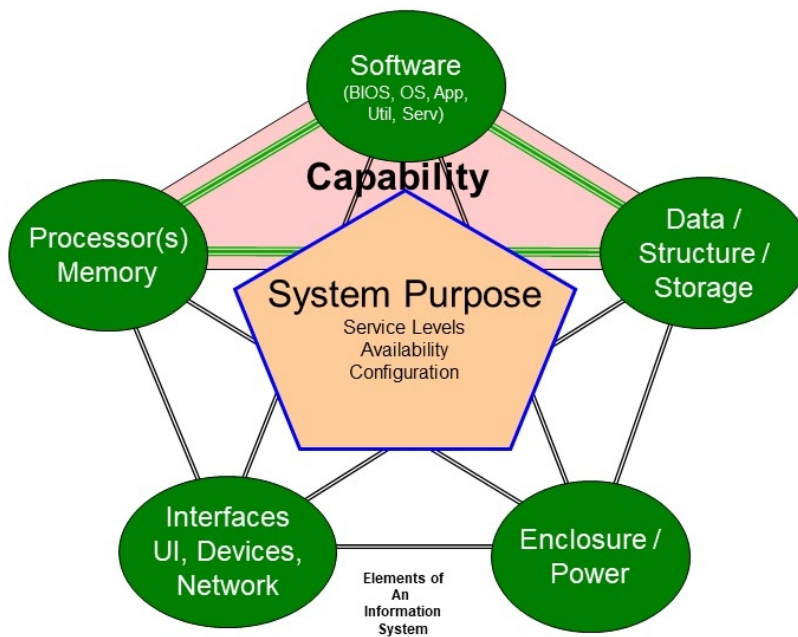 Software
(BIOS, OS, App,
Util, Serv)
Capability
Processor(s)
Memory
Data /
Structure /
Storage
System Purpose
Service Levels
Availability
Configuration
Interfaces
UI, Devices,
Network
Enclosure /
Power
Elements of
An
Information
System